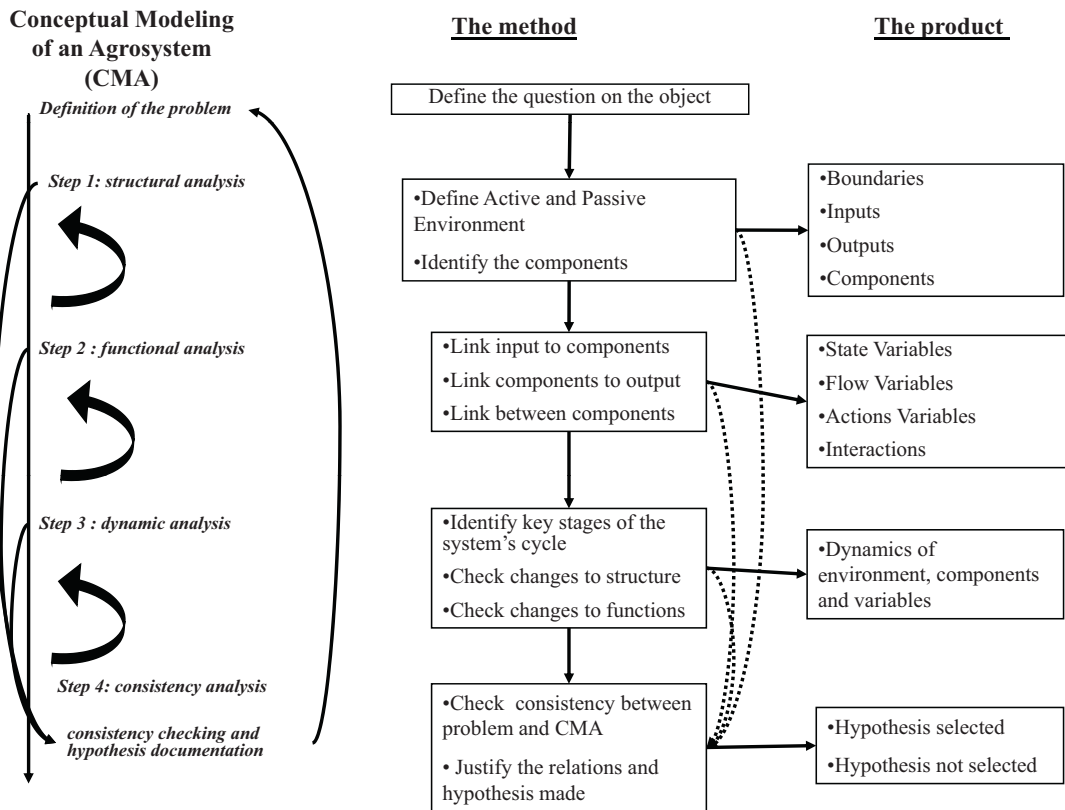 Conceptual Modeling
of an Agrosystem
(CMA)
Definition of the problem
Step 1: structural analysis
Step 2 : functional analysis
Step 3 : dynamic analysis
Step 4: consistency analysis
consistency checking and
hypothesis documentation
The method
Define the question on the object
•Define Active and Passive
Environment
•Identify the components
•Link input to components
•Link components to output
•Link between components
•Identify key stages of the
system's cycle
•Check changes to structure
•Check changes to functions
•Check consistency between
problem and CMA
• Justify the relations and
hypothesis made
The product
•Boundaries
•Inputs
•Outputs
•Components
•State Variables
•Flow Variables
•Actions Variables
•Interactions
•Dynamics of
environment, components
and variables
•Hypothesis selected
•Hypothesis not selected